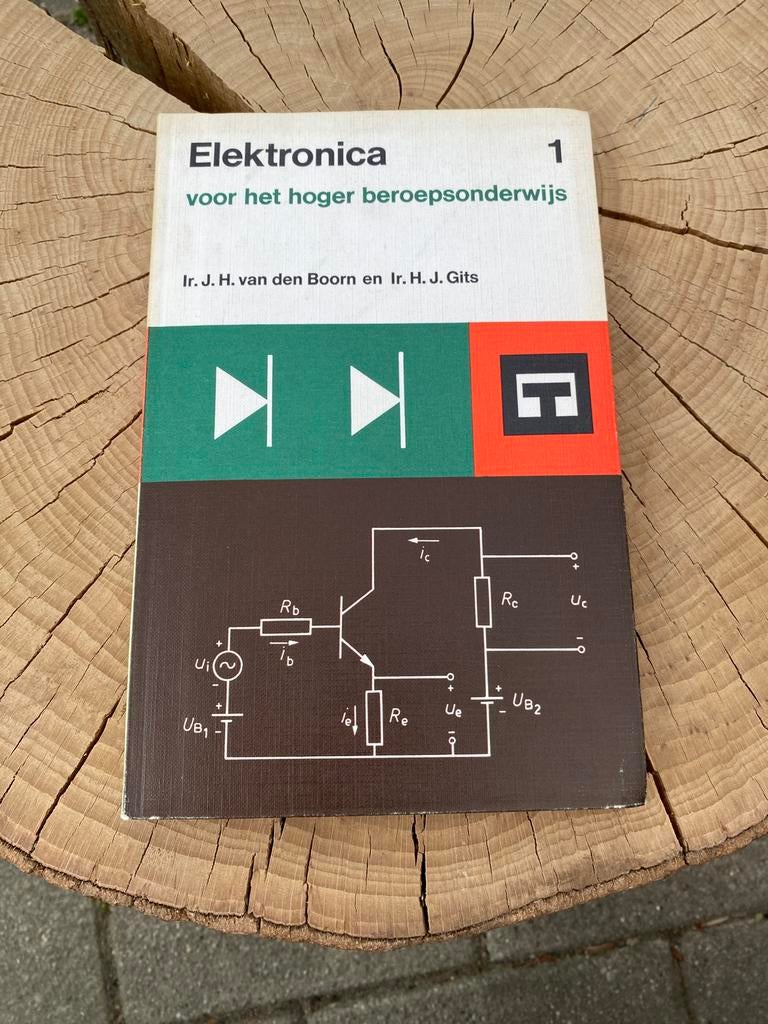 Elektronica 1
voor het hoger beroepsonderwijs
Ir. J. H. van den Boorn en Ir. H. J. Gits
ic
+
Rb
Rc
uc
ib
+
ui
~
−
−
+
+
+
UB1
−
ie
Re
ue
−
UB2
−